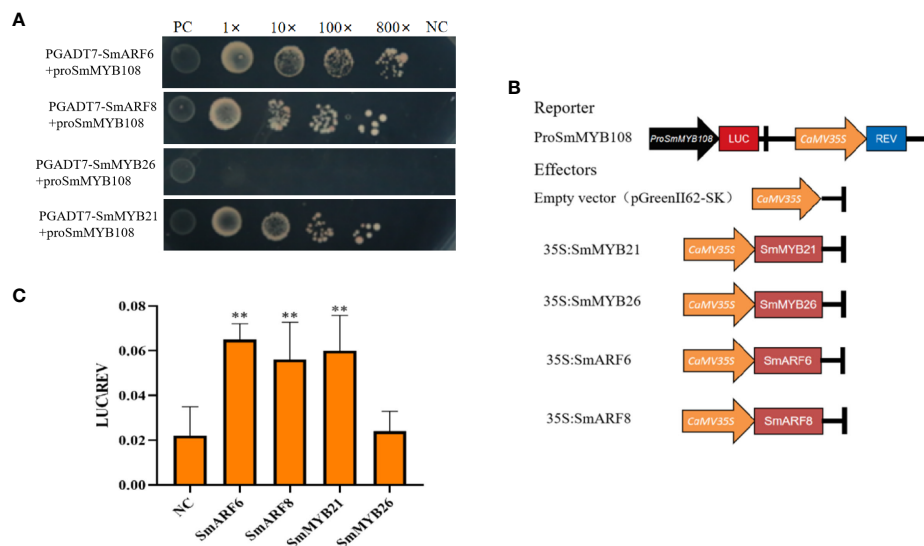 A
PC 1× 10× 100× 800× NC
PGADT7-SmARF6
+proSmMYB108
PGADT7-SmARF8
+proSmMYB108
PGADT7-SmMYB26
+proSmMYB108
PGADT7-SmMYB21
+proSmMYB108
B
Reporter
ProSmMYB108 ProSmMYB108 LUC CaMV35S REV
Effectors
Empty vector（pGreenII62-SK） CaMV35S
35S:SmMYB21 CaMV35S SmMYB21
35S:SmMYB26 CaMV35S SmMYB26
35S:SmARF6 CaMV35S SmARF6
35S:SmARF8 CaMV35S SmARF8
C
LUC\REV
0.08
0.06
0.04
0.02
0.00
** ** **
NC SmARF6 SmARF8 SmMYB21 SmMYB26